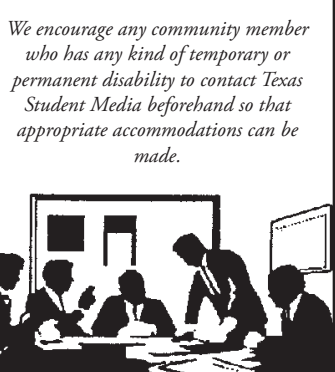 We encourage any community member
who has any kind of temporary or
permanent disability to contact Texas
Student Media beforehand so that
appropriate accommodations can be
made.